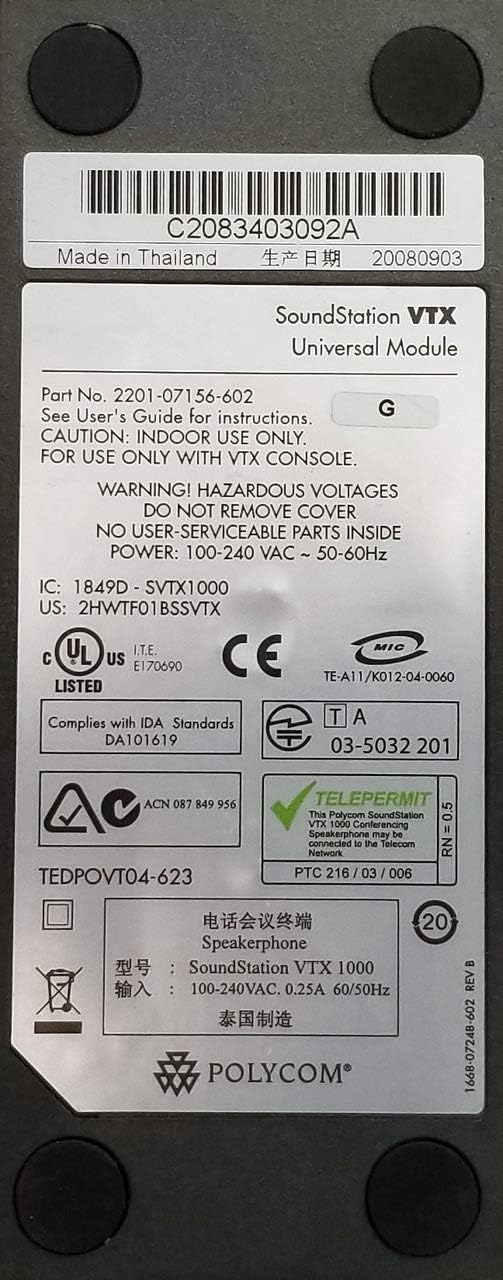 C2083403092A
Made in Thailand 生产日期 20080903
SoundStation VTX
Universal Module
Part No. 2201-07156-602
See User's Guide for instructions.
G
CAUTION: INDOOR USE ONLY.
FOR USE ONLY WITH VTX CONSOLE.
WARNING! HAZARDOUS VOLTAGES
DO NOT REMOVE COVER
NO USER-SERVICEABLE PARTS INSIDE
POWER: 100-240 VAC ~ 50-60Hz
IC: 1849D - SVTX1000
US: 2HWTF01BSSVTX
C UL US
LISTED
I.T.E.
E170690
CE
MIC
TE-A11/K012-04-0060
Complies with IDA Standards
DA101619
T A
03-5032 201
ACN 087 849 956
TELEPERMIT
This Polycom SoundStation
VTX 1000 Conferencing
Speakerphone may be
connected to the Telecom
Network
RN = 0.5
PTC 216 / 03 / 006
TEDPOVT04-623
电话会议终端
Speakerphone
型号 : SoundStation VTX 1000
输入 : 100-240VAC. 0.25A 60/50Hz
泰国制造
20
1668-07248-602 REV B
POLYCOM®